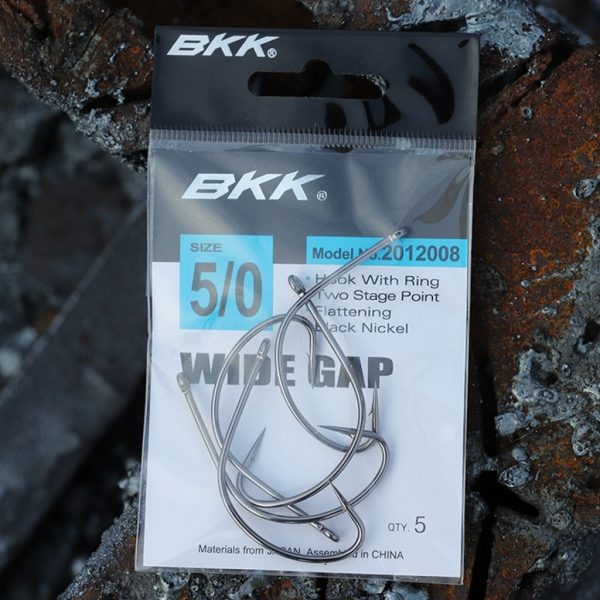 BKK®
BKK®
SIZE
5/0
Model No.2012008
Hook With Ring
Two Stage Point
Flattening
Black Nickel
WIDE GAP
QTY. 5
Materials from JAPAN, Assembled in CHINA